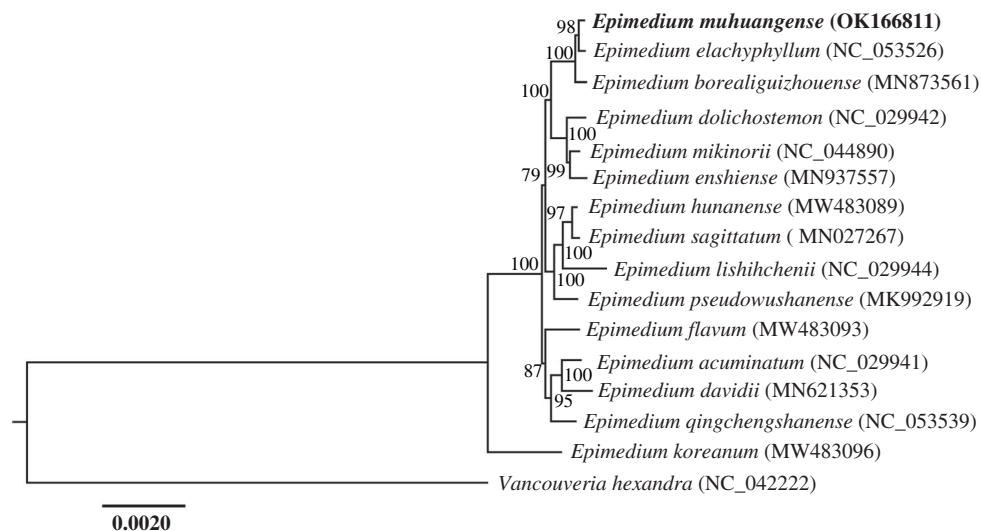 98 Epimedium muhuangense (OK166811)
Epimedium elachyphyllum (NC_053526)
100
Epimedium borealiguizhouense (MN873561)
100
Epimedium dolichostemon (NC_029942)
100
Epimedium mikinorii (NC_044890)
79 99
Epimedium enshiense (MN937557)
Epimedium hunanense (MW483089)
97
Epimedium sagittatum ( MN027267)
100
100 Epimedium lishihchenii (NC_029944)
100
Epimedium pseudowushanense (MK992919)
Epimedium flavum (MW483093)
Epimedium acuminatum (NC_029941)
87 100
Epimedium davidii (MN621353)
95
Epimedium qingchengshanense (NC_053539)
Epimedium koreanum (MW483096)
Vancouveria hexandra (NC_042222)
0.0020